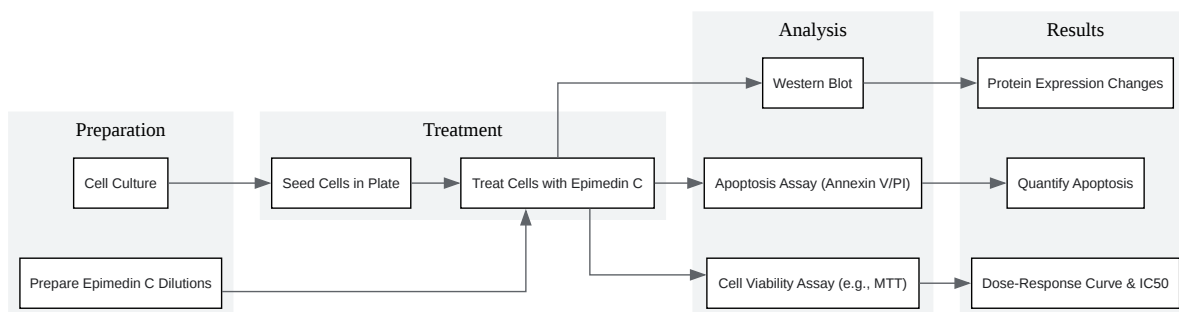 Preparation
Cell Culture
Prepare Epimedin C Dilutions
Treatment
Seed Cells in Plate
Treat Cells with Epimedin C
Analysis
Western Blot
Apoptosis Assay (Annexin V/PI)
Cell Viability Assay (e.g., MTT)
Results
Protein Expression Changes
Quantify Apoptosis
Dose-Response Curve & IC50